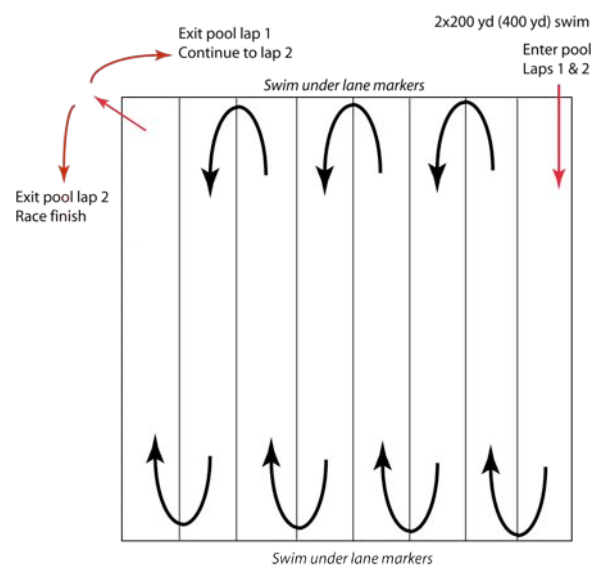 2x200 yd (400 yd) swim
Exit pool lap 1
Continue to lap 2
Enter pool
Laps 1 & 2
Swim under lane markers
Exit pool lap 2
Race finish
Swim under lane markers